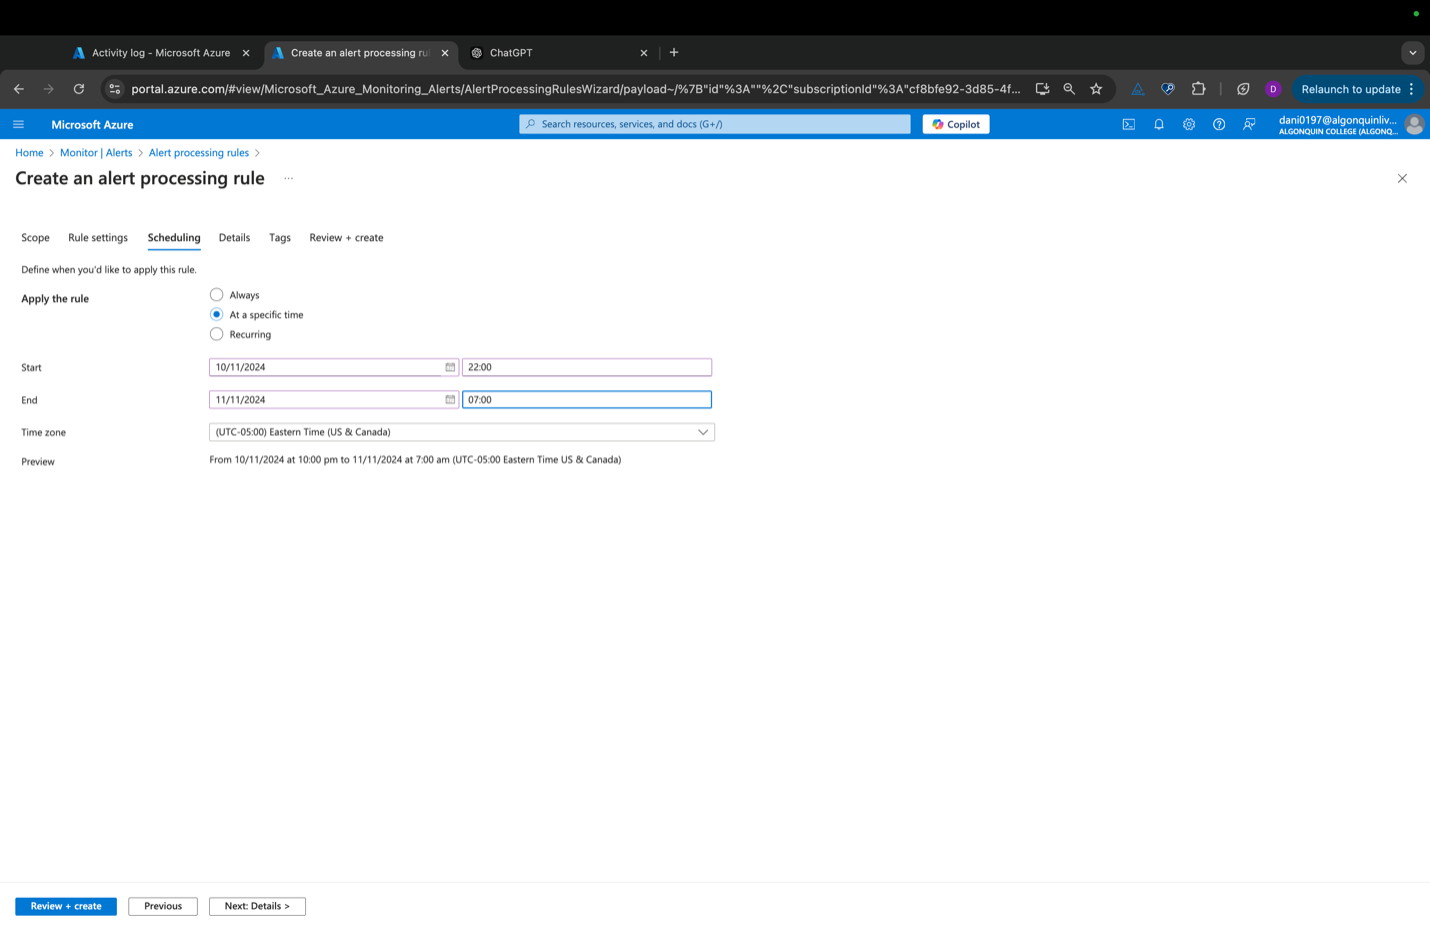 Activity log - Microsoft Azure
Create an alert processing ru
ChatGPT
portal.azure.com/#view/Microsoft_Azure_Monitoring_Alerts/AlertProcessingRulesWizard/payload~/%7B"id"%3A""%2C"subscriptionId"%3A"cf8bfe92-3d85-4f...
D
Relaunch to update
Microsoft Azure
Search resources, services, and docs (G+/)
Copilot
dani0197@algonquinliv...
ALGONQUIN COLLEGE (ALGONQ...
Home > Monitor | Alerts > Alert processing rules >
Create an alert processing rule ...
Scope Rule settings Scheduling Details Tags Review + create
Define when you'd like to apply this rule.
Apply the rule
Always
At a specific time
Recurring
Start 10/11/2024 22:00
End 11/11/2024 07:00
Time zone (UTC-05:00) Eastern Time (US & Canada)
Preview From 10/11/2024 at 10:00 pm to 11/11/2024 at 7:00 am (UTC-05:00 Eastern Time US & Canada)
Review + create Previous Next: Details >